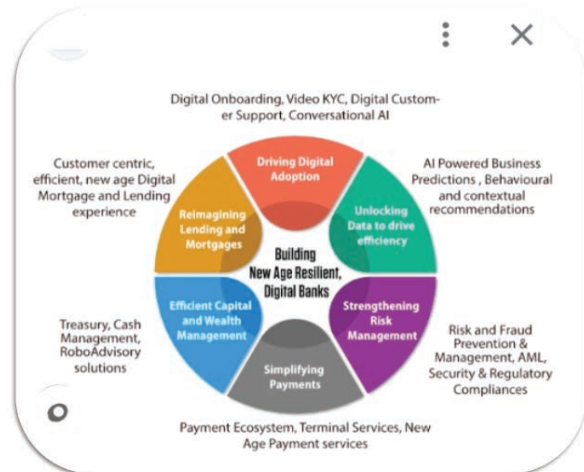 Digital Onboarding, Video KYC, Digital Custom-
er Support, Conversational AI
Driving Digital
Adoption
AI Powered Business
Predictions , Behavioural
and contextual
recommendations
Unlocking
Data to drive
efficiency
Strengthening
Risk
Management
Risk and Fraud
Prevention &
Management, AML,
Security & Regulatory
Compliances
Simplifying
Payments
Payment Ecosystem, Terminal Services, New
Age Payment services
Efficient Capital
and Wealth
Management
Treasury, Cash
Management,
RoboAdvisory
solutions
Reimagining
Lending and
Mortgages
Customer centric,
efficient, new age Digital
Mortgage and Lending
experience
Building
New Age Resilient,
Digital Banks